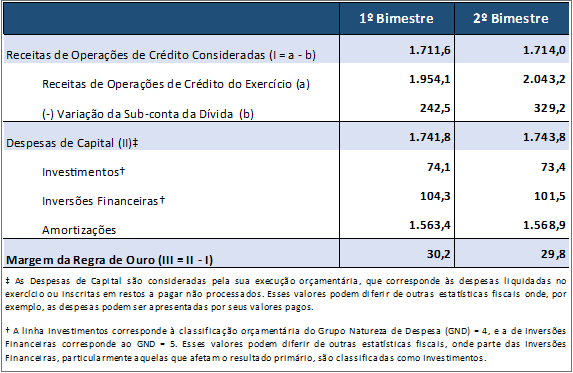 1º Bimestre 2º Bimestre
Receitas de Operações de Crédito Consideradas (I = a - b) 1.711,6 1.714,0
Receitas de Operações de Crédito do Exercício (a) 1.954,1 2.043,2
(-) Variação da Sub-conta da Dívida (b) 242,5 329,2
Despesas de Capital (II)‡ 1.741,8 1.743,8
Investimentos† 74,1 73,4
Inversões Financeiras† 104,3 101,5
Amortizações 1.563,4 1.568,9
Margem da Regra de Ouro (III = II - I) 30,2 29,8
‡ As Despesas de Capital são consideradas pela sua execução orçamentária, que corresponde às despesas liquidadas no
exercício ou inscritas em restos a pagar não processados. Esses valores podem diferir de outras estatísticas fiscais onde, por
exemplo, as despesas podem ser apresentadas por seus valores pagos.
† A linha Investimentos corresponde à classificação orçamentária do Grupo Natureza de Despesa (GND) = 4, e a de Inversões
Financeiras corresponde ao GND = 5. Esses valores podem diferir de outras estatísticas fiscais, onde parte das Inversões
Financeiras, particularmente aquelas que afetam o resultado primário, são classificadas como Investimentos.